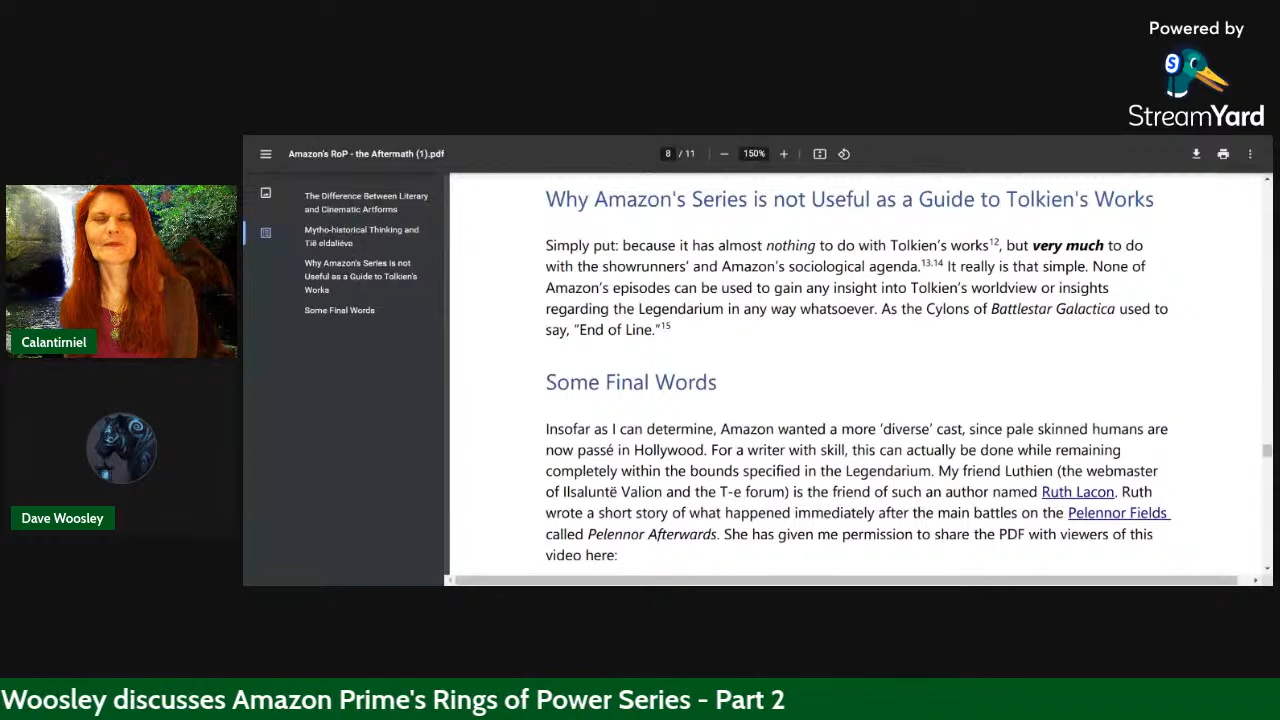 Powered by
S
StreamYard
Amazon's RoP - the Aftermath (1).pdf
8 / 11
150%
The Difference Between Literary
and Cinematic Artforms
Mytho-historical Thinking and
Tië eldaliéva
Why Amazon's Series is not
Useful as a Guide to Tolkien's
Works
Some Final Words
Why Amazon's Series is not Useful as a Guide to Tolkien's Works
Simply put: because it has almost nothing to do with Tolkien's works12, but very much to do
with the showrunners' and Amazon's sociological agenda.13,14 It really is that simple. None of
Amazon's episodes can be used to gain any insight into Tolkien's worldview or insights
regarding the Legendarium in any way whatsoever. As the Cylons of Battlestar Galactica used to
say, "End of Line."15
Some Final Words
Insofar as I can determine, Amazon wanted a more 'diverse' cast, since pale skinned humans are
now passé in Hollywood. For a writer with skill, this can actually be done while remaining
completely within the bounds specified in the Legendarium. My friend Luthien (the webmaster
of Ilsaluntë Valion and the T-e forum) is the friend of such an author named Ruth Lacon. Ruth
wrote a short story of what happened immediately after the main battles on the Pelennor Fields
called Pelennor Afterwards. She has given me permission to share the PDF with viewers of this
video here:
Calantirniel
Dave Woosley
Woosley discusses Amazon Prime's Rings of Power Series - Part 2